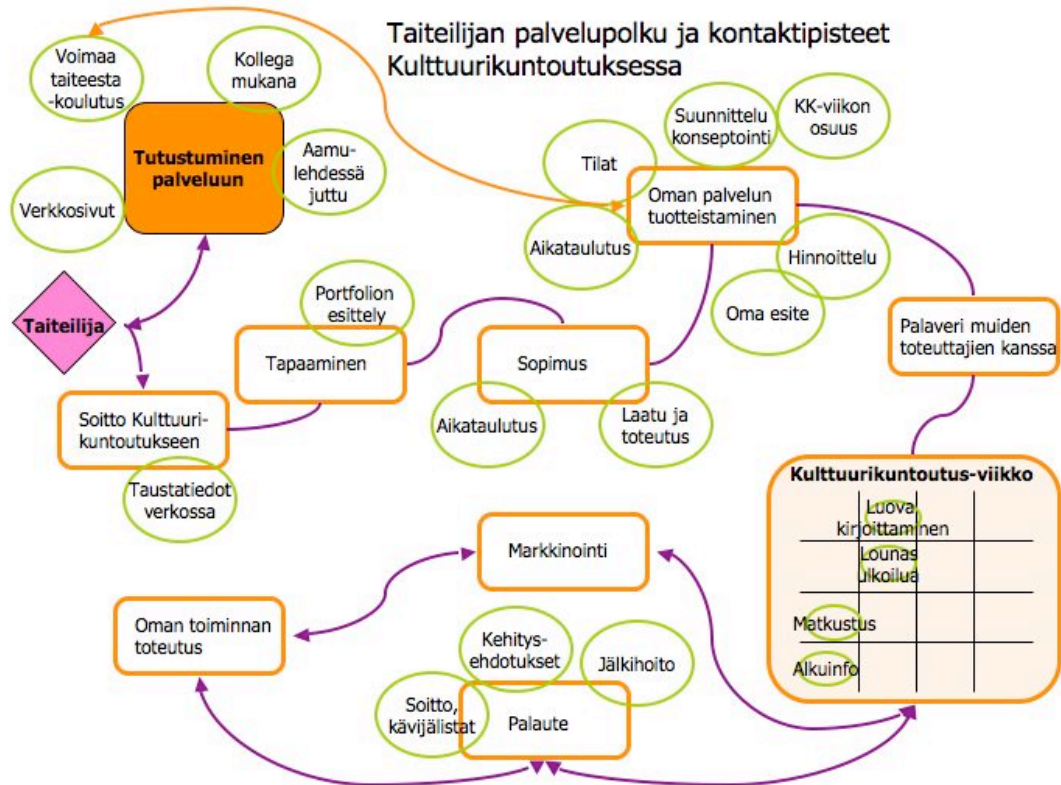 Taiteilijan palvelupolku ja kontaktipisteet
Kulttuurikuntoutuksessa
Voimaa
taiteesta
-koulutus
Kollega
mukana
Tutustuminen
palveluun
Aamu-
lehdessä
juttu
Verkkosivut
Taiteilija
Suunnittelu
konseptointi
KK-viikon
osuus
Tilat
Oman palvelun
tuotteistaminen
Aikataulutus
Hinnoittelu
Oma esite
Portfolion
esittely
Tapaaminen
Sopimus
Palaveri muiden
toteuttajien kanssa
Soitto Kulttuuri-
kuntoutukseen
Aikataulutus
Laatu ja
toteutus
Taustatiedot
verkossa
Kulttuurikuntoutus-viikko
Luova
kirjoittaminen
Lounas
ulkoilua
Matkustus
Alkuinfo
Markkinointi
Oman toiminnan
toteutus
Kehitys-
ehdotukset
Jälkihoito
Soitto,
kävijälistat
Palaute